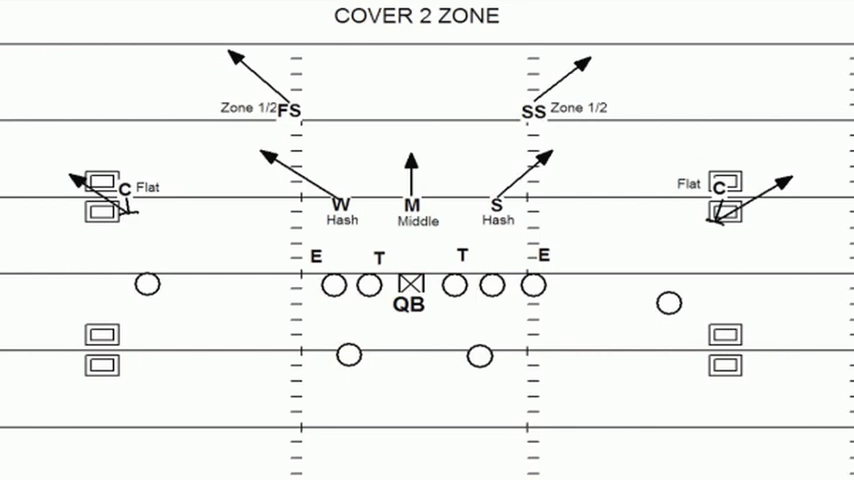 COVER 2 ZONE
Zone 1/2 FS
SS Zone 1/2
C Flat
Flat C
W M S
Hash Middle Hash
E T T E
QB